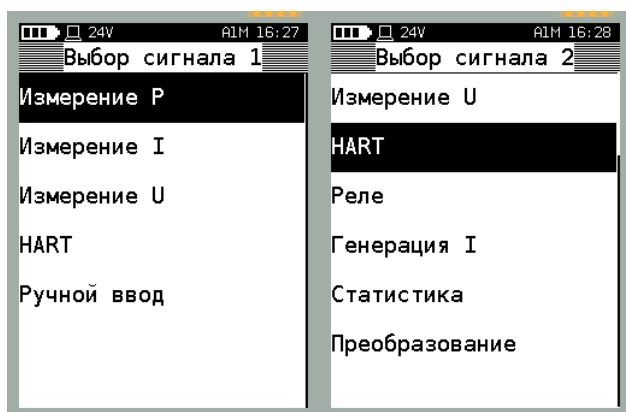 24V A1M 16:27
Выбор сигнала 1
Измерение P
Измерение I
Измерение U
HART
Ручной ввод
24V A1M 16:28
Выбор сигнала 2
Измерение U
HART
Реле
Генерация I
Статистика
Преобразование